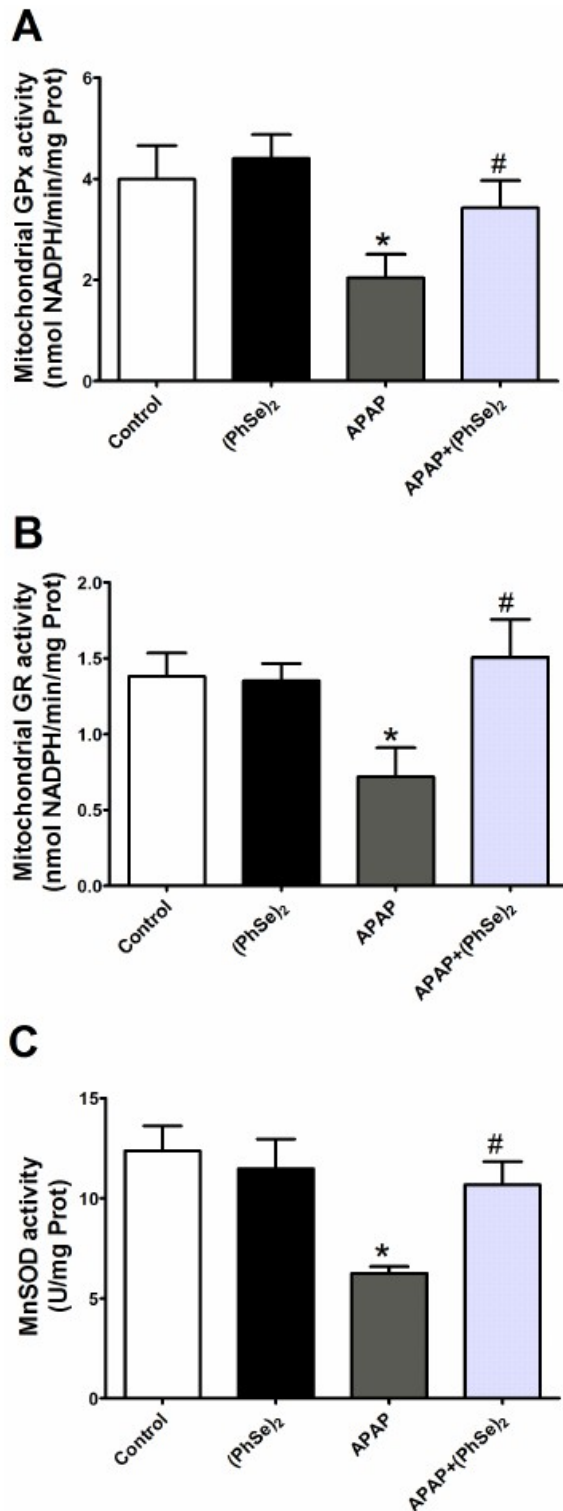 A
Mitochondrial GPx activity
(nmol NADPH/min/mg Prot)
6
4
2
0
*
#
Control
(PhSe)₂
APAP
APAP+(PhSe)₂
B
Mitochondrial GR activity
(nmol NADPH/min/mg Prot)
2.0
1.5
1.0
0.5
0.0
*
#
Control
(PhSe)₂
APAP
APAP+(PhSe)₂
C
MnSOD activity
(U/mg Prot)
15
10
5
0
*
#
Control
(PhSe)₂
APAP
APAP+(PhSe)₂